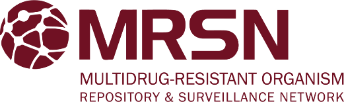 MRSN
MULTIDRUG-RESISTANT ORGANISM
REPOSITORY & SURVEILLANCE NETWORK